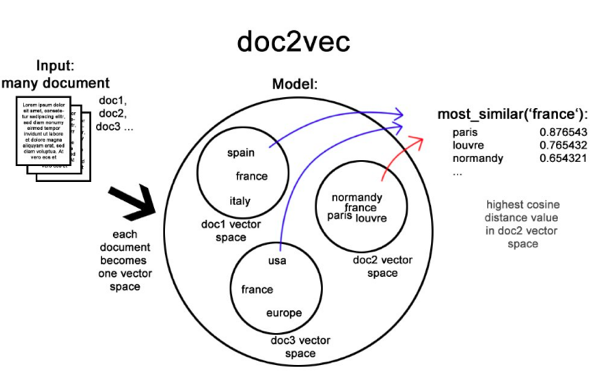 doc2vec
Input:
many document
Lorem ipsum dolor
sit amet, consete-
tur sadipscing elitr,
sed diam nonumy
eirmod tempor
invidunt ut labore
et dolore magna
aliquyam erat, sed
diam voluptua. At
vero eos et
doc1,
doc2,
doc3 ...
each
document
becomes
one vector
space
Model:
spain
france
italy
doc1 vector
space
normandy
france
paris louvre
doc2 vector
space
usa
france
europe
doc3 vector
space
most_similar('france'):
paris 0.876543
louvre 0.765432
normandy 0.654321
...
highest cosine
distance value
in doc2 vector
space